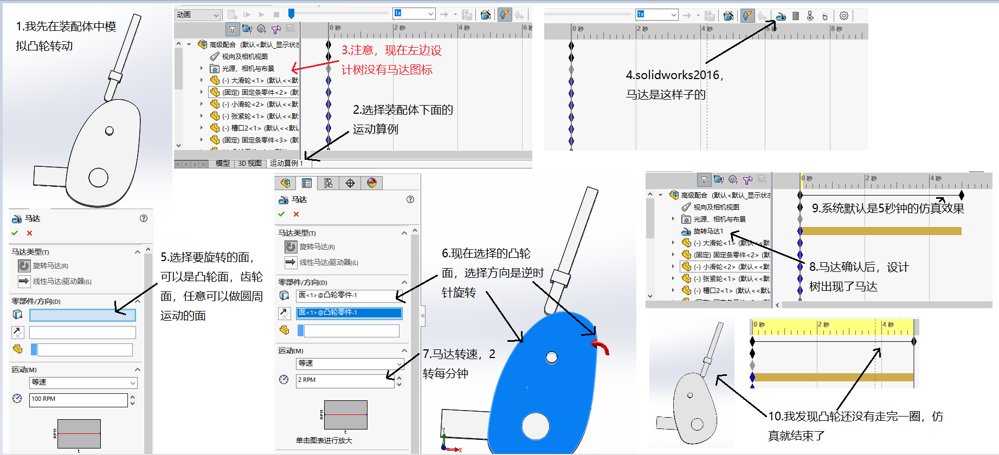 1.我先在装配体中模
拟凸轮转动
动画
1x
0 秒
2 秒
4 秒
6 秒
高级配合 (默认<默认_显示状态
视向及相机视图
光源、相机与布景
(-) 大滑轮<1> (默认<<默
(固定) 固定条零件<2> (默
(-) 小滑轮<2> (默认<<默
(-) 张紧轮<1> (默认<<默
(-) 槽口2<1> (默认<<默认
(固定) 固定条零件<3> (默
模型
3D 视图
运动算例 1
3.注意，现在左边设
计树没有马达图标
2.选择装配体下面的
运动算例
1x
0 秒
2 秒
4 秒
6 秒
8 秒
4.solidworks2016，
马达是这样子的
马达
马达类型(T)
旋转马达(R)
线性马达(驱动器)(L)
零部件/方向(D)
运动(M)
等速
100 RPM
RPM
t
5.选择要旋转的面，
可以是凸轮面，齿轮
面，任意可以做圆周
运动的面
马达
马达类型(T)
旋转马达(R)
线性马达(驱动器)(L)
零部件/方向(D)
面<1>@凸轮零件-1
面<1>@凸轮零件-1
运动(M)
等速
2 RPM
RPM
t
单击图表进行放大
6.现在选择的凸轮
面，选择方向是逆时
针旋转
7.马达转速，2
转每分钟
Y
X
0 秒
2 秒
4 秒
高级配合 (默认<默认_显示状态
视向及相机视图
光源、相机与布景
旋转马达1
(-) 大滑轮<1> (默认<<默
(固定) 固定条零件<2> (默
(-) 小滑轮<2> (默认<<默
(-) 张紧轮<1> (默认<<默
(-) 槽口2<1> (默认<<默
9.系统默认是5秒钟的仿真效果
8.马达确认后，设计
树出现了马达
0 秒
2 秒
4 秒
10.我发现凸轮还没有走完一圈，仿
真就结束了